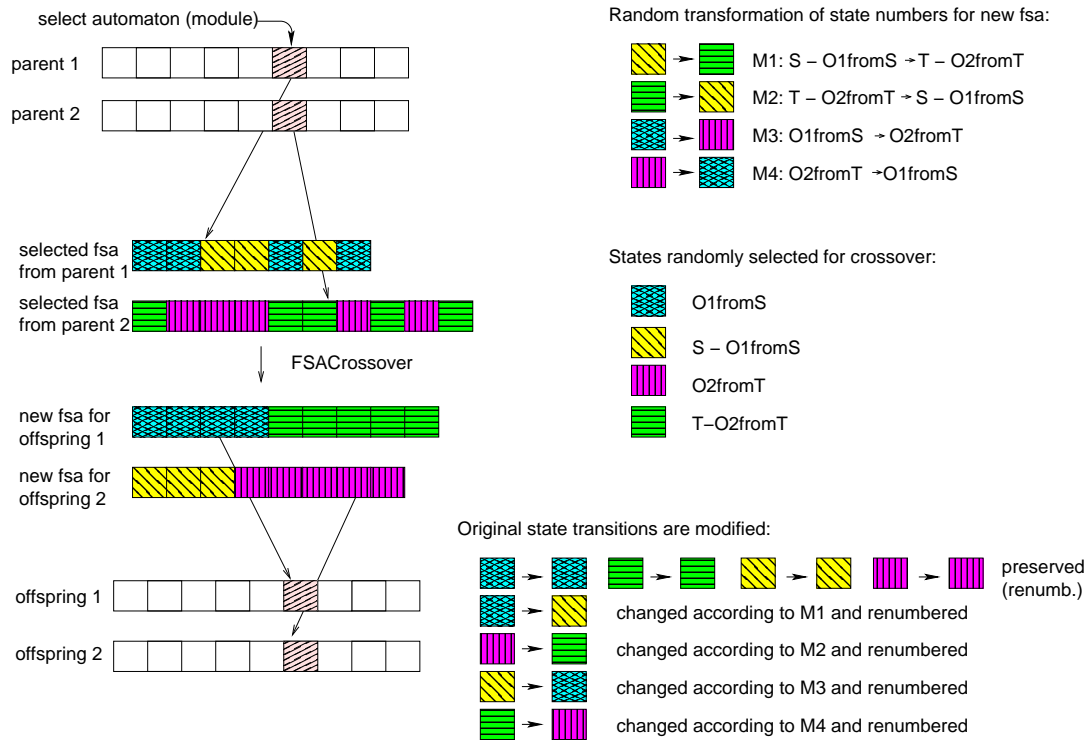 select automaton (module)
parent 1
parent 2
selected fsa
from parent 1
selected fsa
from parent 2
FSACrossover
new fsa for
offspring 1
new fsa for
offspring 2
offspring 1
offspring 2
Random transformation of state numbers for new fsa:
M1: S – O1fromS → T – O2fromT
M2: T – O2fromT → S – O1fromS
M3: O1fromS → O2fromT
M4: O2fromT → O1fromS
States randomly selected for crossover:
O1fromS
S – O1fromS
O2fromT
T–O2fromT
Original state transitions are modified:
preserved
(renumb.)
changed according to M1 and renumbered
changed according to M2 and renumbered
changed according to M3 and renumbered
changed according to M4 and renumbered